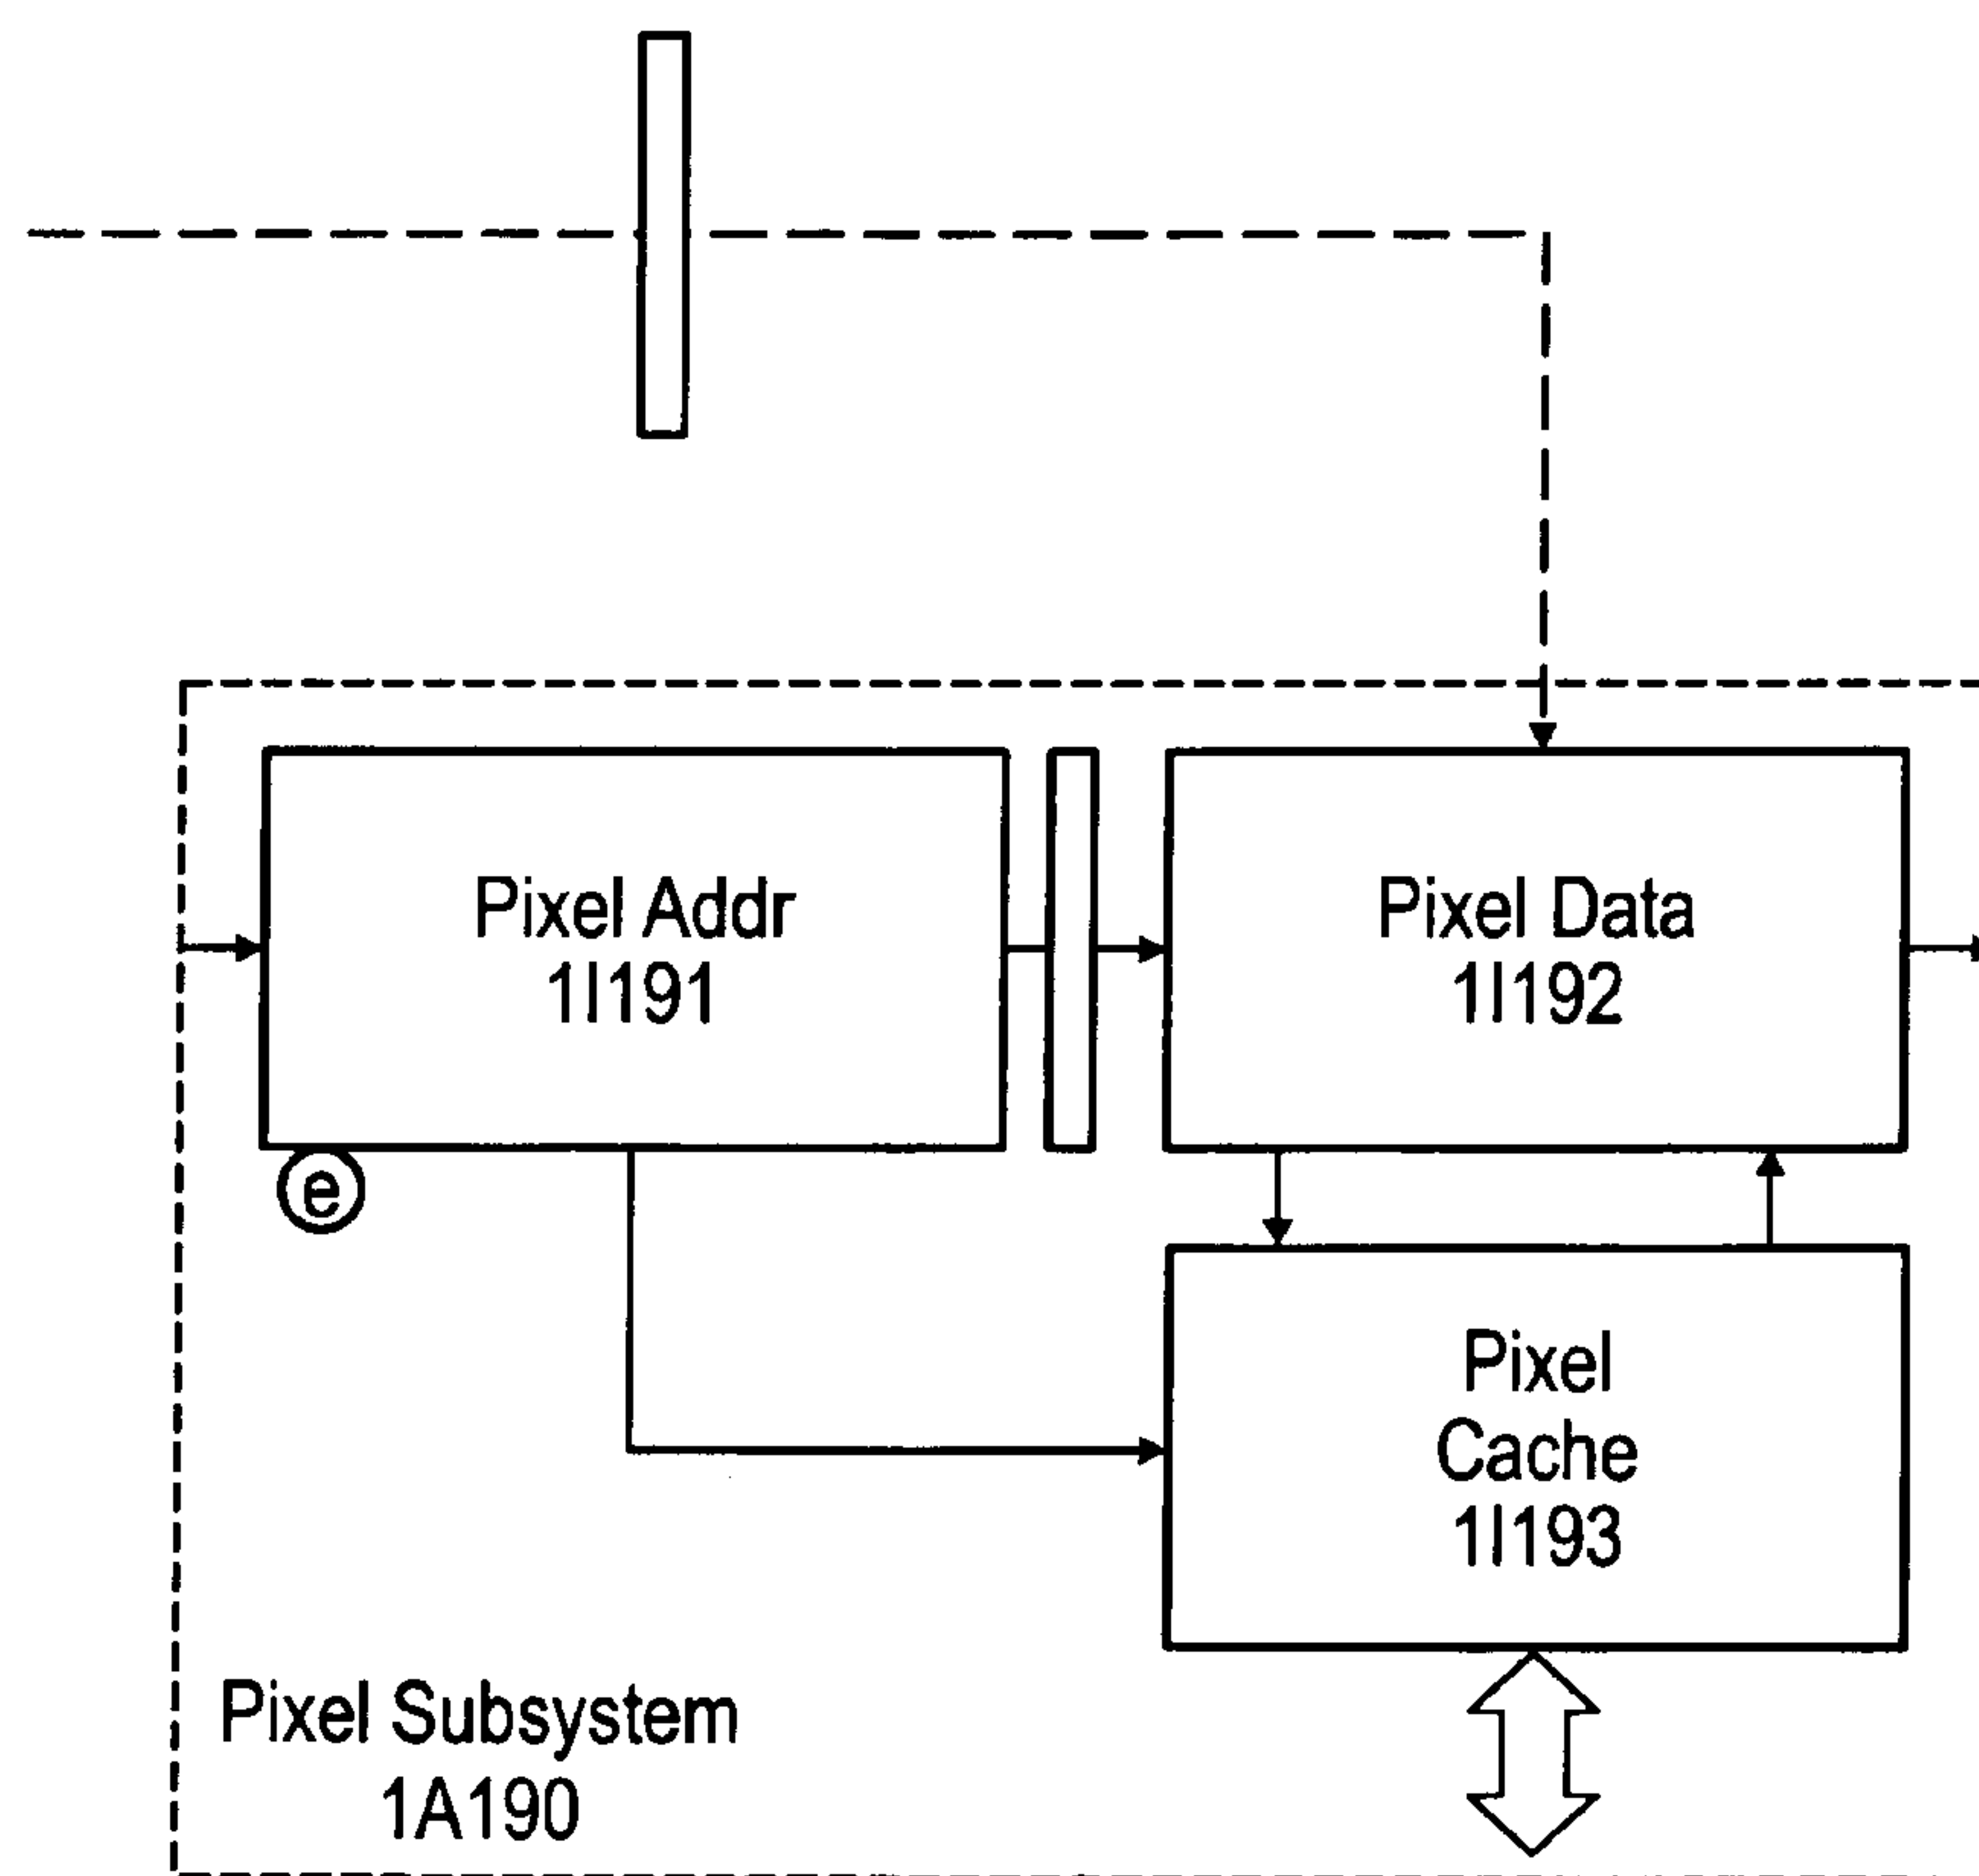 Pixel Addr
1I191
Pixel Data
1I192
e
Pixel
Cache
1I193
Pixel Subsystem
1A190